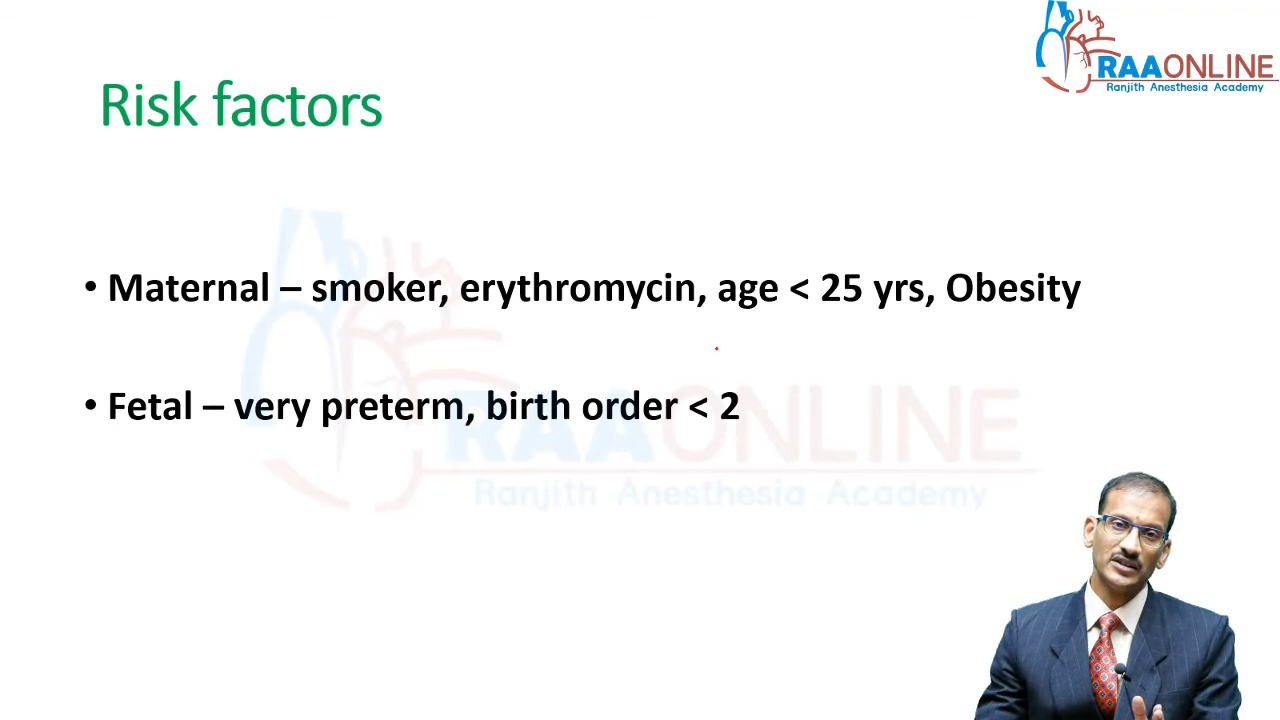 RAAONLINE
Ranjith Anesthesia Academy
Risk factors
• Maternal – smoker, erythromycin, age < 25 yrs, Obesity
• Fetal – very preterm, birth order < 2
RAAONLINE
Ranjith Anesthesia Academy